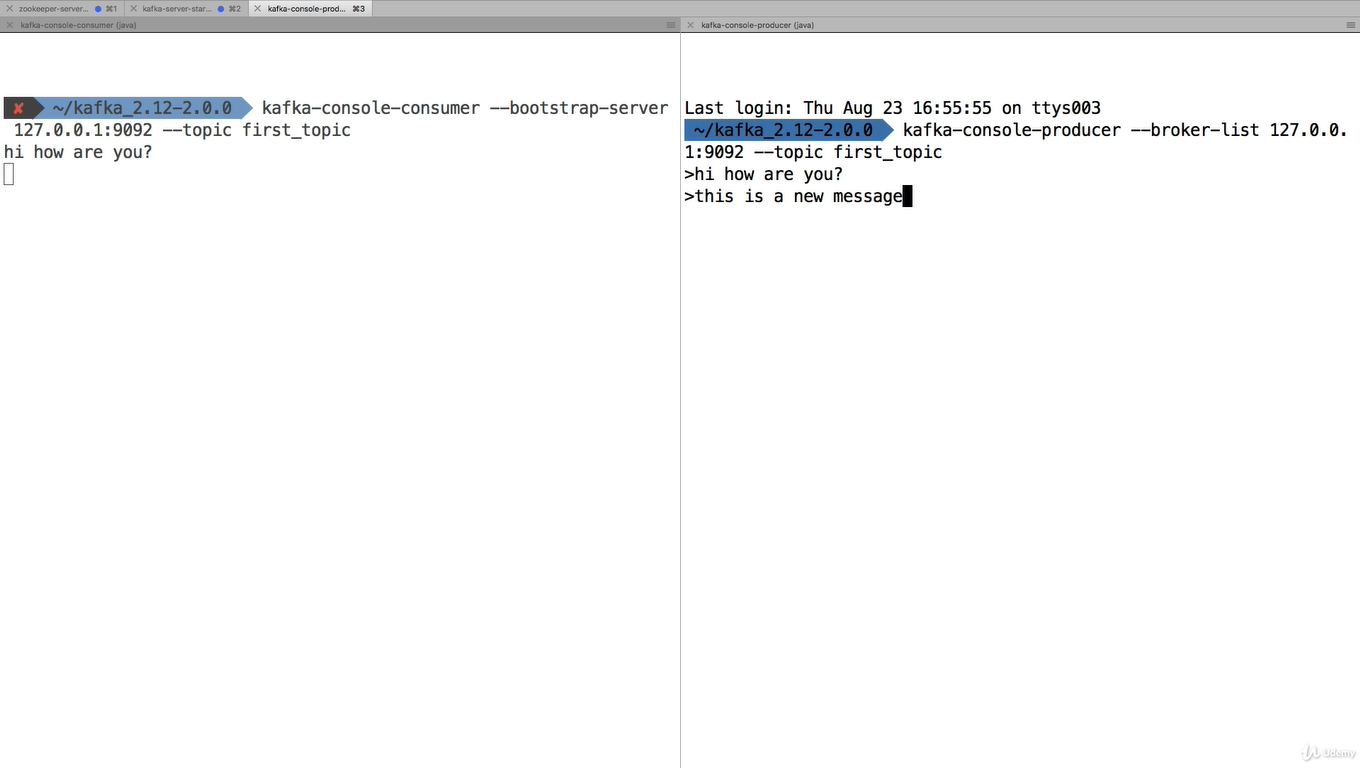 zookeeper-server... ⌘1 kafka-server-star... ⌘2 kafka-console-prod... ⌘3
kafka-console-consumer (java)
✘ ~/kafka_2.12-2.0.0 kafka-console-consumer --bootstrap-server
127.0.0.1:9092 --topic first_topic
hi how are you?
kafka-console-producer (java)
Last login: Thu Aug 23 16:55:55 on ttys003
~/kafka_2.12-2.0.0 kafka-console-producer --broker-list 127.0.0.
1:9092 --topic first_topic
>hi how are you?
>this is a new message
Udemy